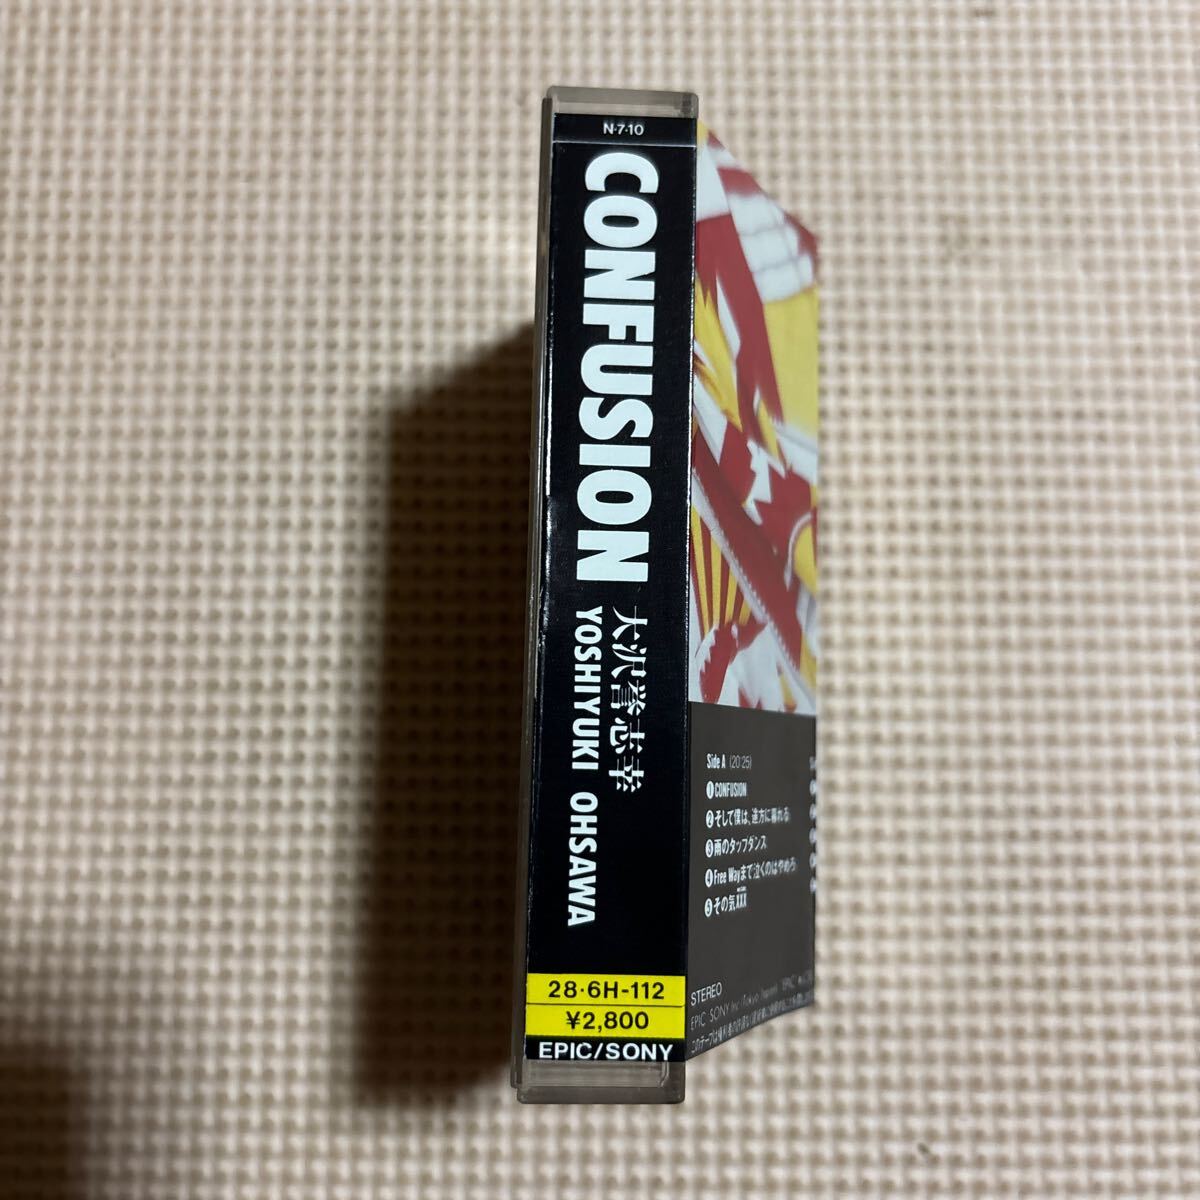 N·7·10
CONFUSION
大沢誉志幸
YOSHIYUKI OHSAWA
28·6H-112
¥2,800
EPIC/SONY
Side A (20:25)
❶CONFUSION
❷そして僕は、途方に暮れる
❸雨のタップダンス
❹Free Wayまで泣くのはやめろ
❺その気XXX
STEREO
EPIC SONY Inc.